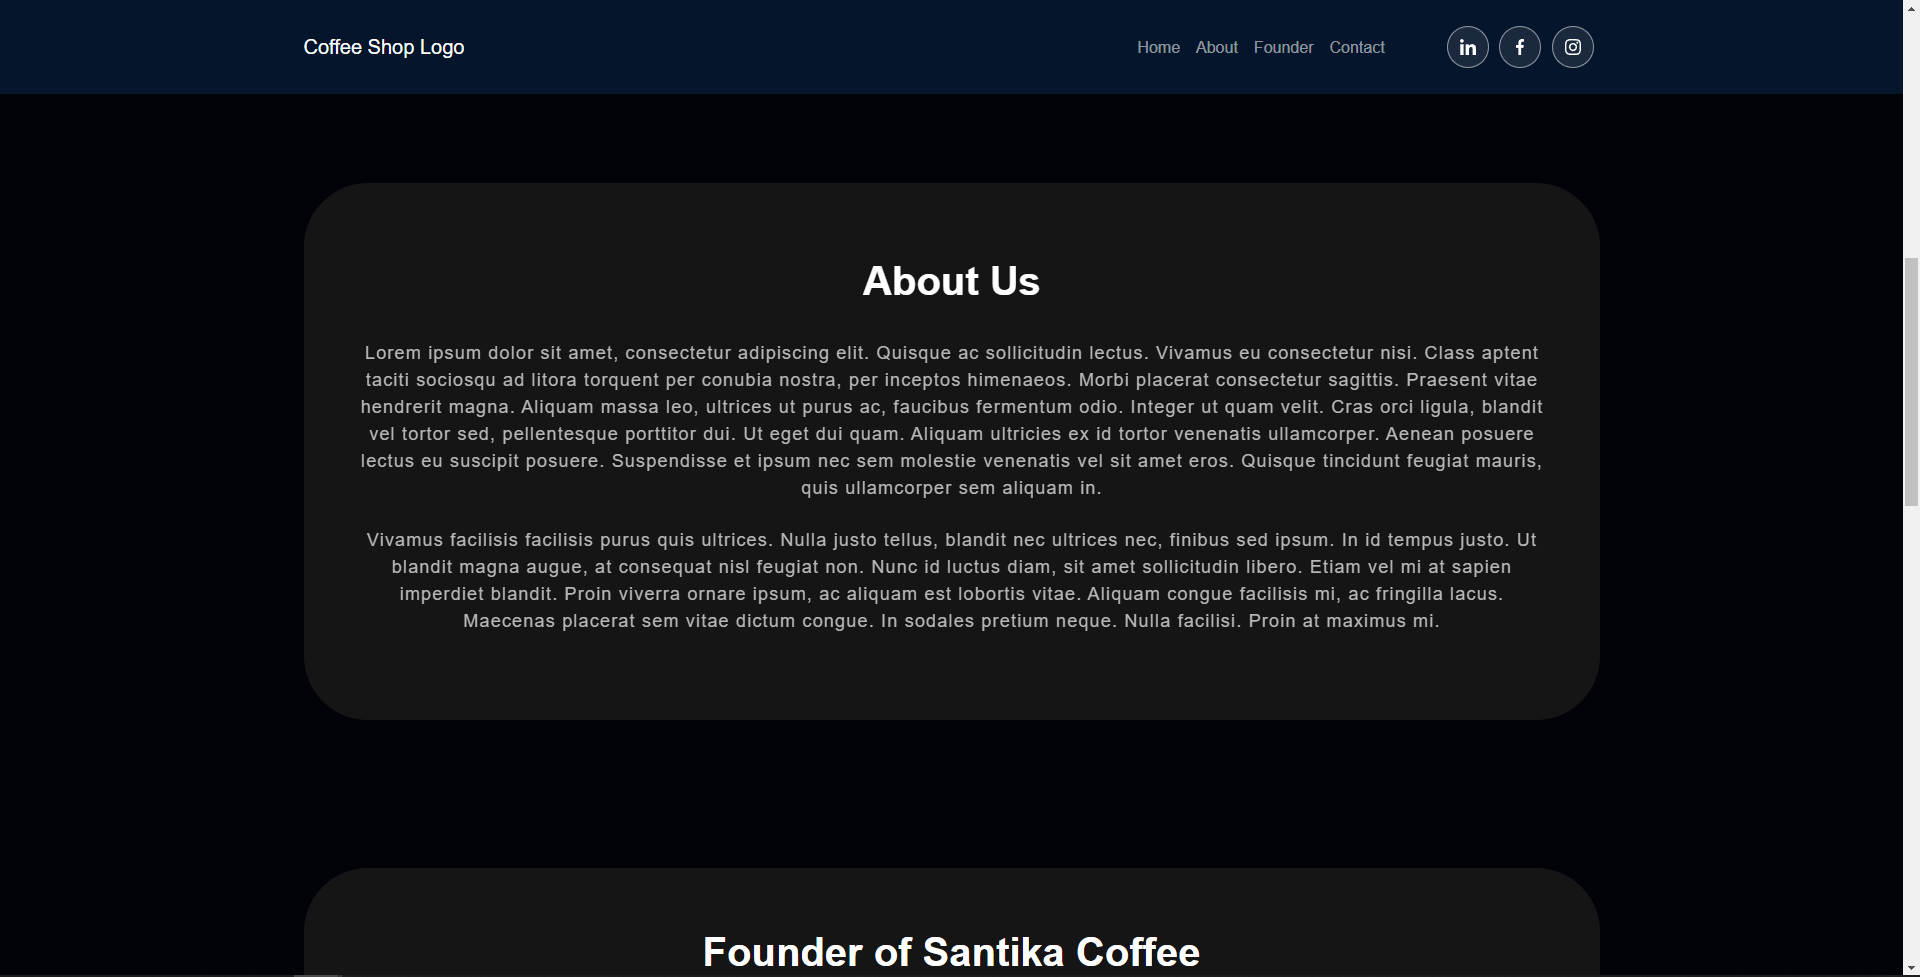 Coffee Shop Logo
Home About Founder Contact
About Us
Lorem ipsum dolor sit amet, consectetur adipiscing elit. Quisque ac sollicitudin lectus. Vivamus eu consectetur nisi. Class aptent
taciti sociosqu ad litora torquent per conubia nostra, per inceptos himenaeos. Morbi placerat consectetur sagittis. Praesent vitae
hendrerit magna. Aliquam massa leo, ultrices ut purus ac, faucibus fermentum odio. Integer ut quam velit. Cras orci ligula, blandit
vel tortor sed, pellentesque porttitor dui. Ut eget dui quam. Aliquam ultricies ex id tortor venenatis ullamcorper. Aenean posuere
lectus eu suscipit posuere. Suspendisse et ipsum nec sem molestie venenatis vel sit amet eros. Quisque tincidunt feugiat mauris,
quis ullamcorper sem aliquam in.
Vivamus facilisis facilisis purus quis ultrices. Nulla justo tellus, blandit nec ultrices nec, finibus sed ipsum. In id tempus justo. Ut
blandit magna augue, at consequat nisl feugiat non. Nunc id luctus diam, sit amet sollicitudin libero. Etiam vel mi at sapien
imperdiet blandit. Proin viverra ornare ipsum, ac aliquam est lobortis vitae. Aliquam congue facilisis mi, ac fringilla lacus.
Maecenas placerat sem vitae dictum congue. In sodales pretium neque. Nulla facilisi. Proin at maximus mi.
Founder of Santika Coffee